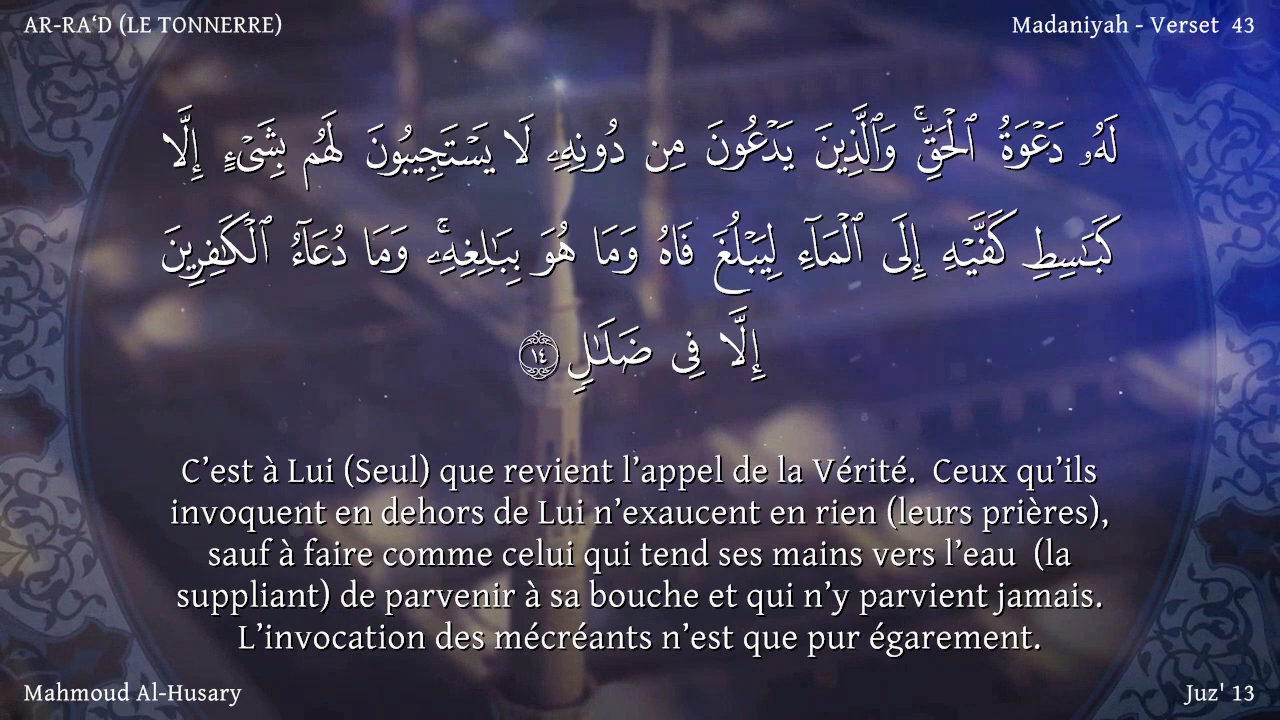 AR-RA‘D (LE TONNERRE)
Madaniyah - Verset 43
لَهُۥ دَعْوَةُ ٱلْحَقِّ ۖ وَٱلَّذِينَ يَدْعُونَ مِن دُونِهِۦ لَا يَسْتَجِيبُونَ لَهُم بِشَىْءٍ إِلَّا
كَبَـٰسِطِ كَفَّيْهِ إِلَى ٱلْمَآءِ لِيَبْلُغَ فَاهُ وَمَا هُوَ بِبَـٰلِغِهِۦ ۚ وَمَا دُعَآءُ ٱلْكَـٰفِرِينَ
إِلَّا فِى ضَلَـٰلٍ ١٤
C’est à Lui (Seul) que revient l’appel de la Vérité. Ceux qu’ils
invoquent en dehors de Lui n’exaucent en rien (leurs prières),
sauf à faire comme celui qui tend ses mains vers l’eau (la
suppliant) de parvenir à sa bouche et qui n’y parvient jamais.
L’invocation des mécréants n’est que pur égarement.
Mahmoud Al-Husary
Juz' 13